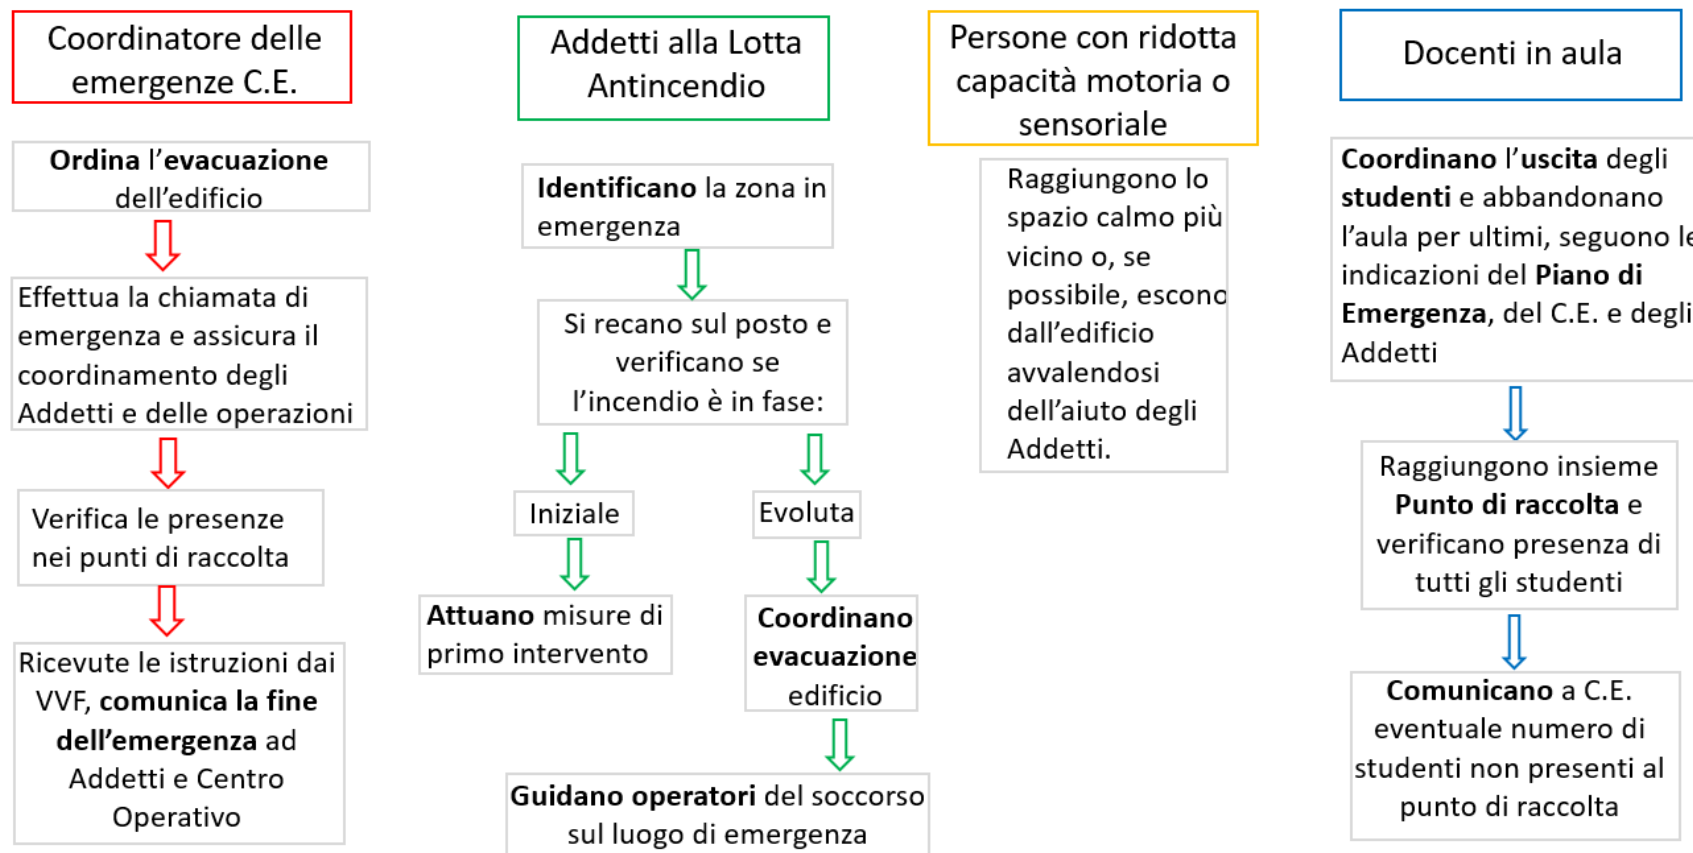 Coordinatore delle
emergenze C.E.
Ordina l’evacuazione
dell’edificio
Effettua la chiamata di
emergenza e assicura il
coordinamento degli
Addetti e delle operazioni
Verifica le presenze
nei punti di raccolta
Ricevute le istruzioni dai
VVF, comunica la fine
dell’emergenza ad
Addetti e Centro
Operativo
Addetti alla Lotta
Antincendio
Identificano la zona in
emergenza
Si recano sul posto e
verificano se
l’incendio è in fase:
Iniziale
Attuano misure di
primo intervento
Evoluta
Coordinano
evacuazione
edificio
Guidano operatori del soccorso
sul luogo di emergenza
Persone con ridotta
capacità motoria o
sensoriale
Raggiungono lo
spazio calmo più
vicino o, se
possibile, escono
dall’edificio
avvalendosi
dell’aiuto degli
Addetti.
Docenti in aula
Coordinano l’uscita degli
studenti e abbandonano
l’aula per ultimi, seguono le
indicazioni del Piano di
Emergenza, del C.E. e degli
Addetti
Raggiungono insieme
Punto di raccolta e
verificano presenza di
tutti gli studenti
Comunicano a C.E.
eventuale numero di
studenti non presenti al
punto di raccolta